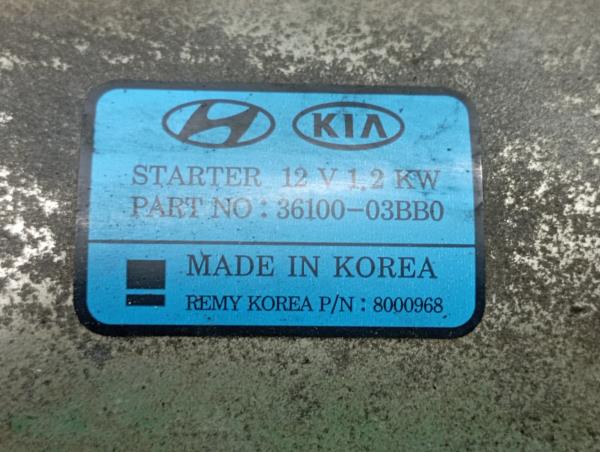 KIA
STARTER 12 V 1.2 KW
PART NO : 36100-03BB0
MADE IN KOREA
REMY KOREA P/N : 8000968